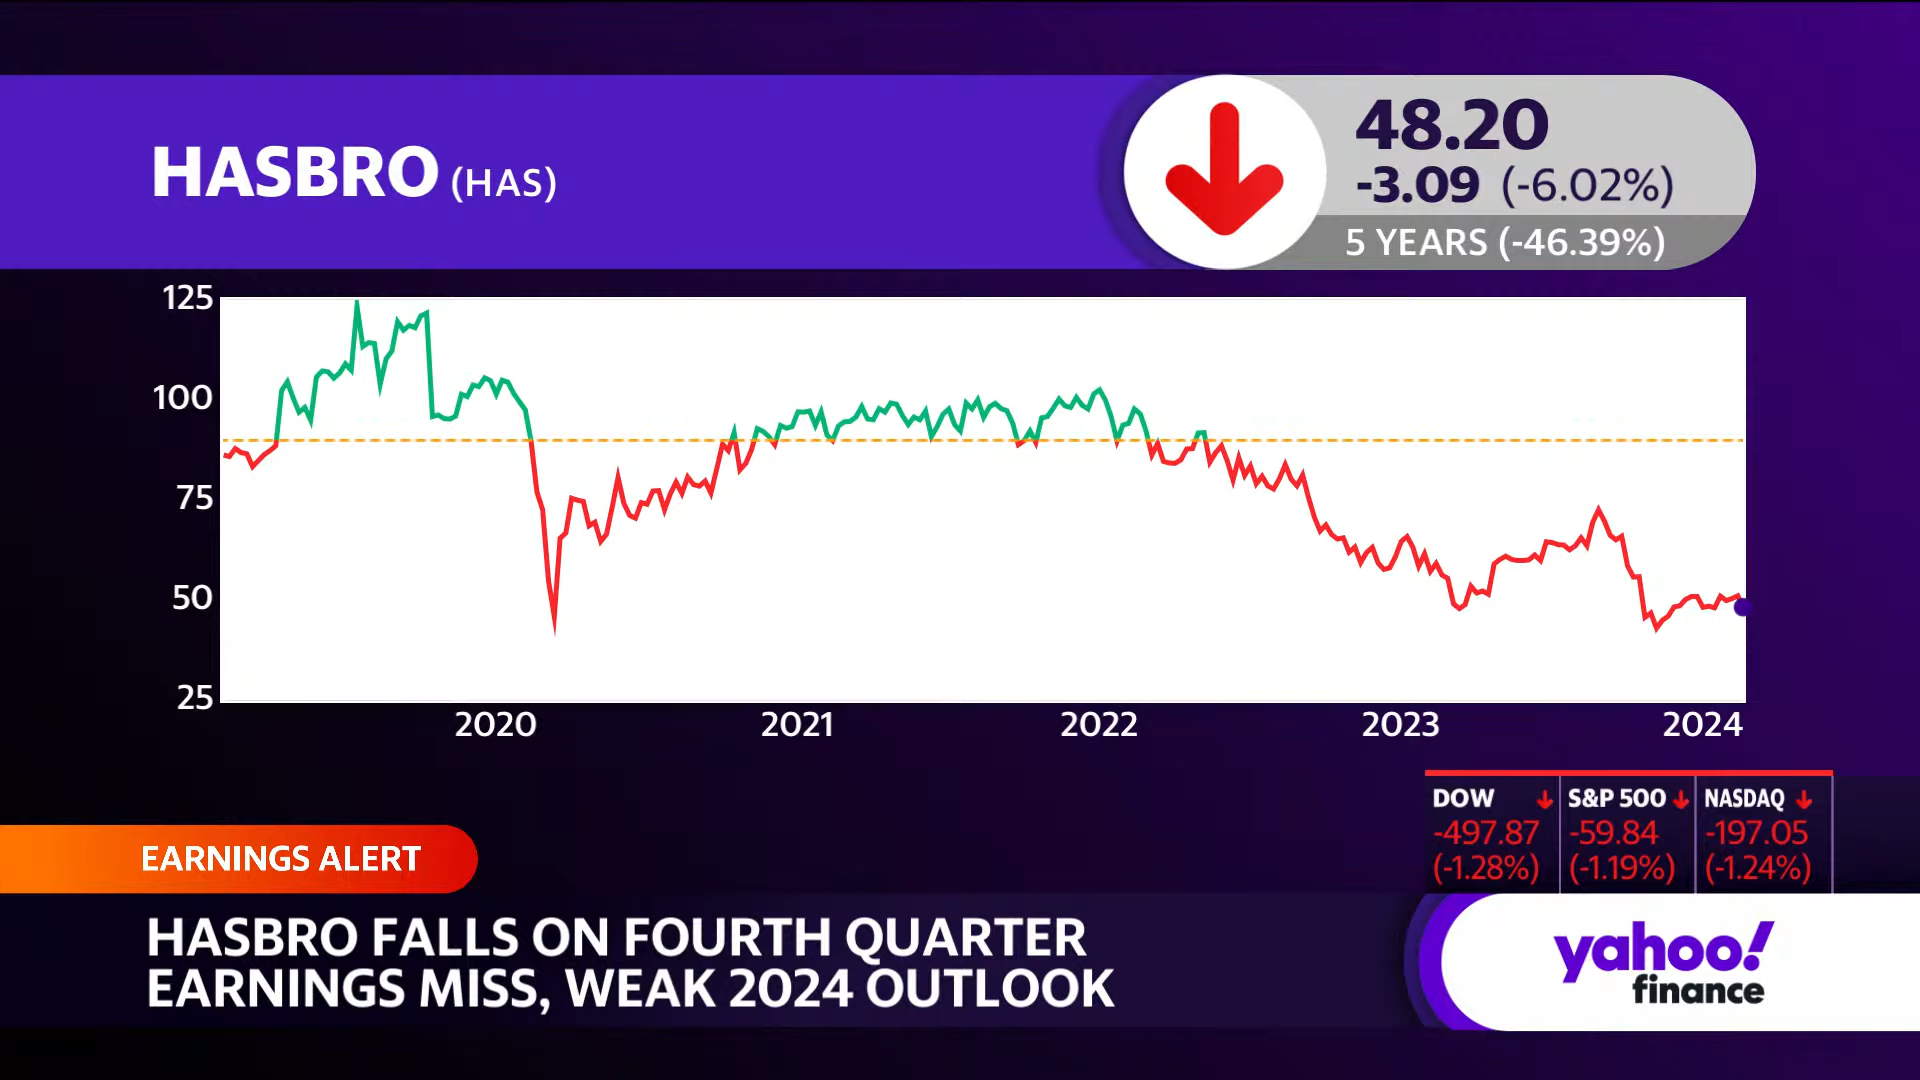 HASBRO (HAS)
48.20
-3.09 (-6.02%)
5 YEARS (-46.39%)
125
100
75
50
25
2020 2021 2022 2023 2024
DOW S&P 500 NASDAQ
-497.87 -59.84 -197.05
(-1.28%) (-1.19%) (-1.24%)
EARNINGS ALERT
HASBRO FALLS ON FOURTH QUARTER
EARNINGS MISS, WEAK 2024 OUTLOOK
yahoo!
finance